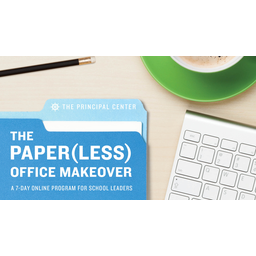 THE PRINCIPAL CENTER
THE
PAPER(LESS)
OFFICE MAKEOVER
A 7-DAY ONLINE PROGRAM FOR SCHOOL LEADERS